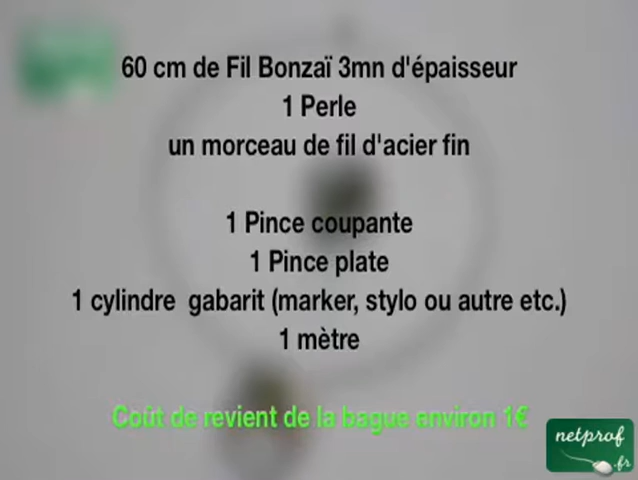 60 cm de Fil Bonzaï 3mn d'épaisseur
1 Perle
un morceau de fil d'acier fin
1 Pince coupante
1 Pince plate
1 cylindre gabarit (marker, stylo ou autre etc.)
1 mètre
Coût de revient de la bague environ 1€
netprof
.fr